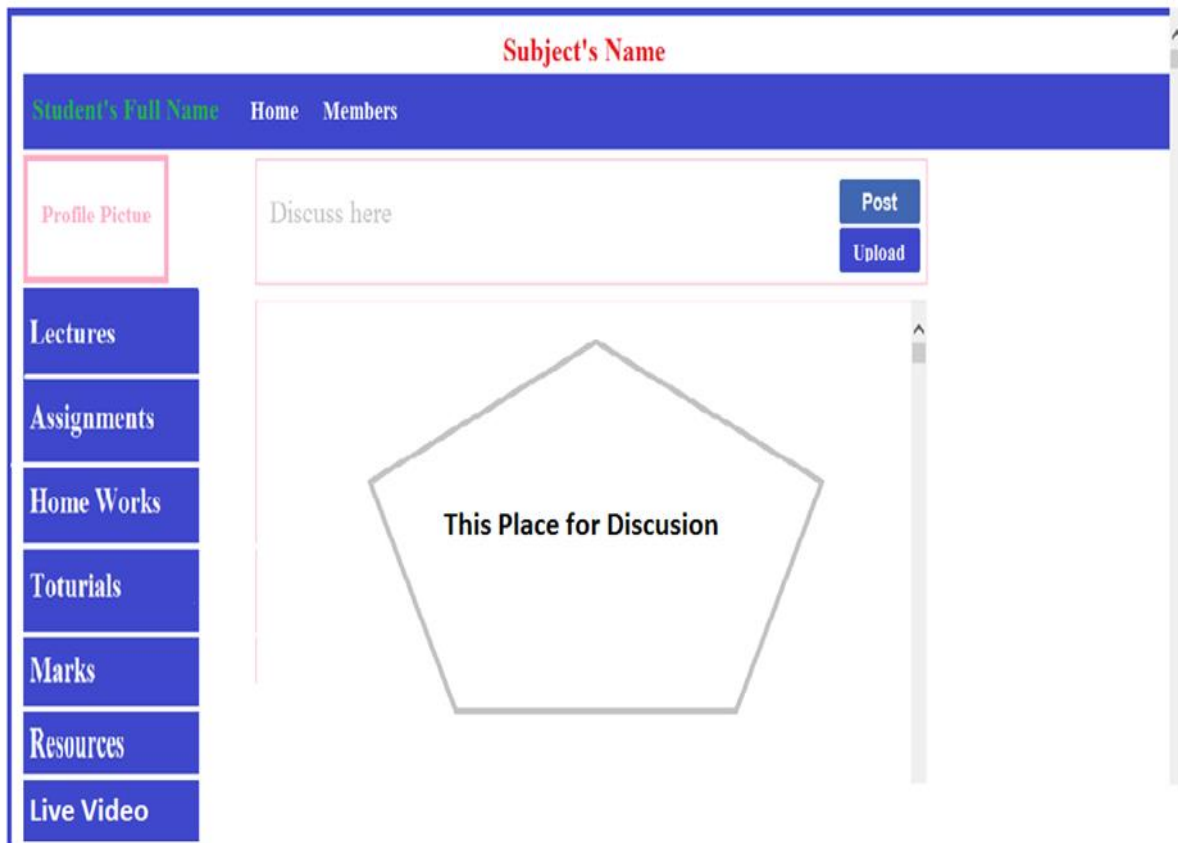 Subject's Name
Student's Full Name Home Members
Profile Pictue
Discuss here
Post
Upload
Lectures
Assignments
Home Works
Toturials
Marks
Resources
Live Video
This Place for Discusion